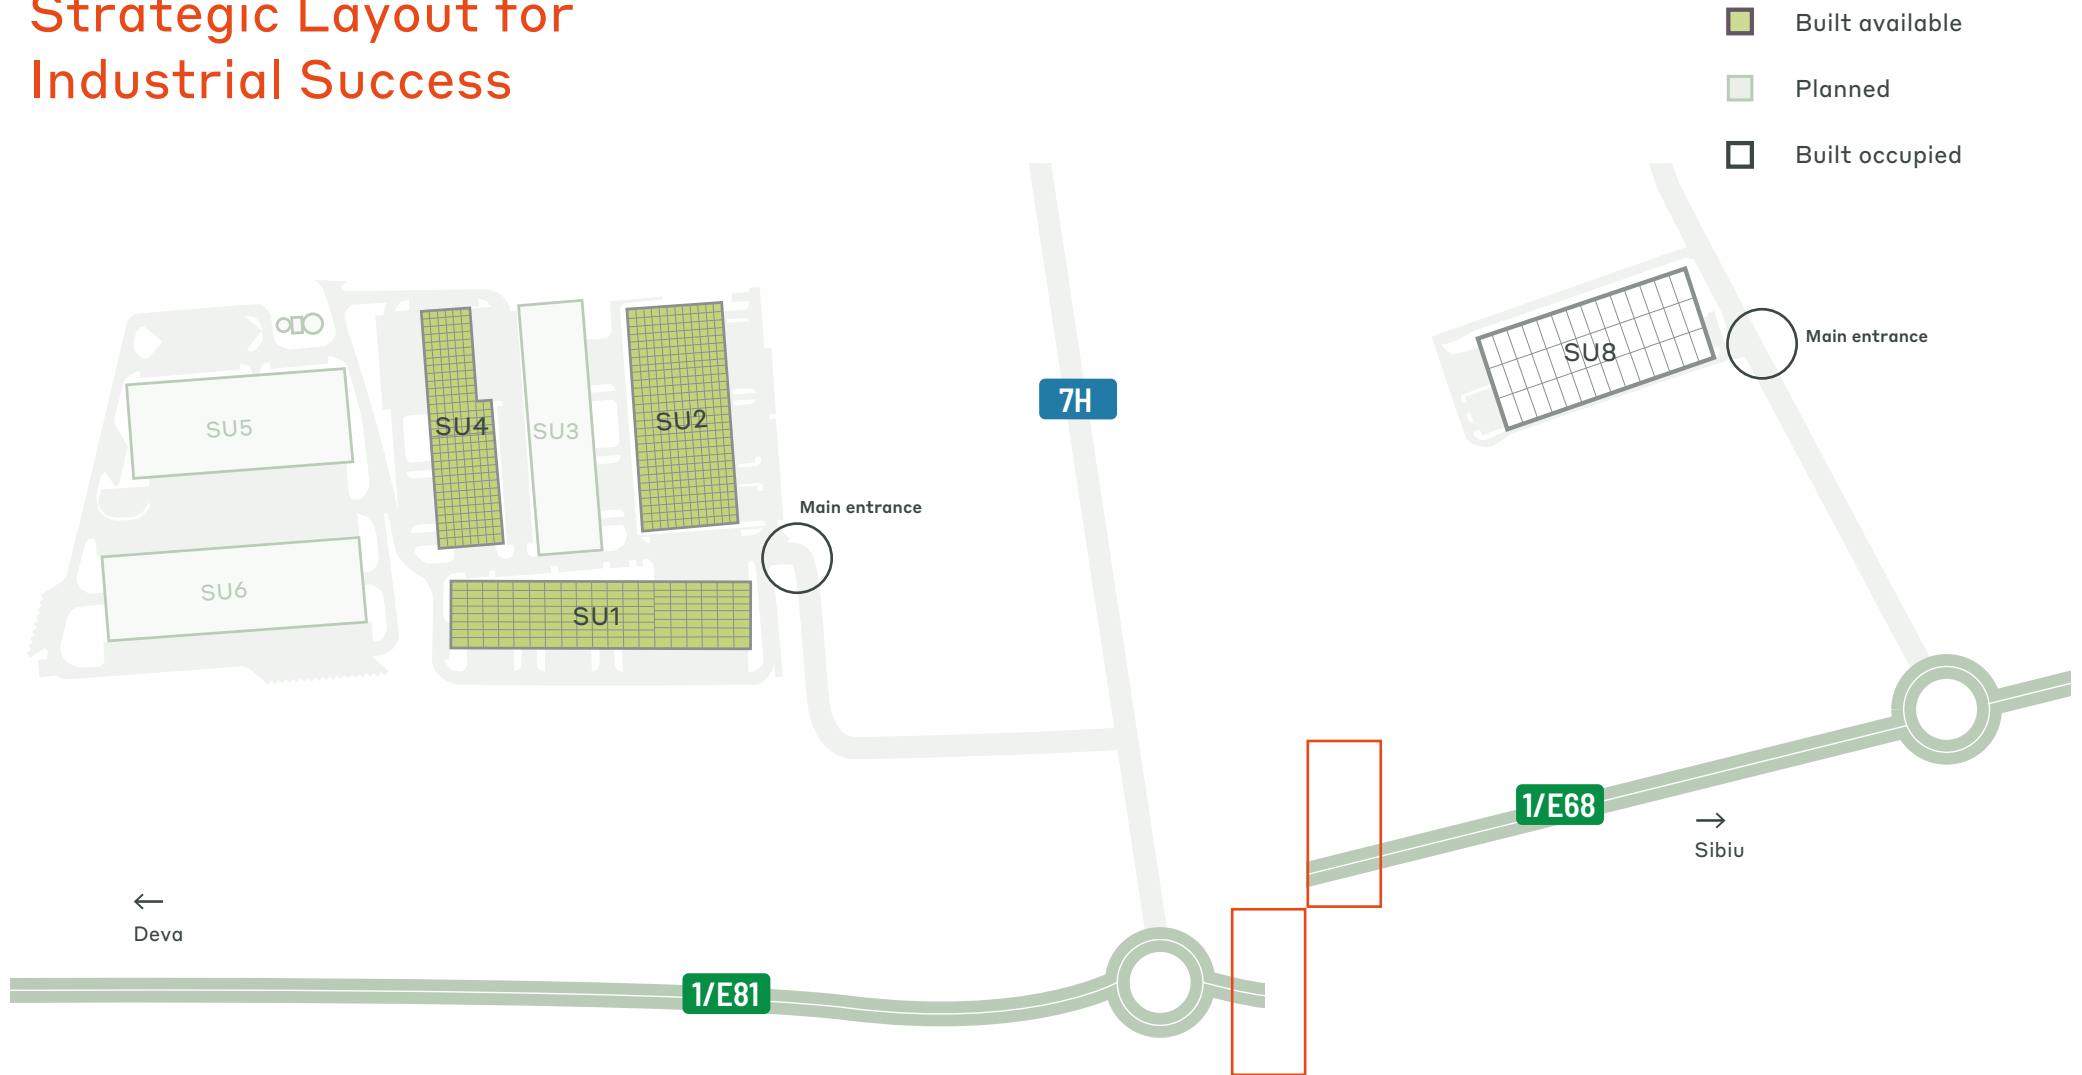 Strategic Layout for
Industrial Success
Built available
Planned
Built occupied
SU8
Main entrance
7H
SU4
SU3
SU2
SU5
Main entrance
SU6
SU1
1/E68
Sibiu
Deva
1/E81